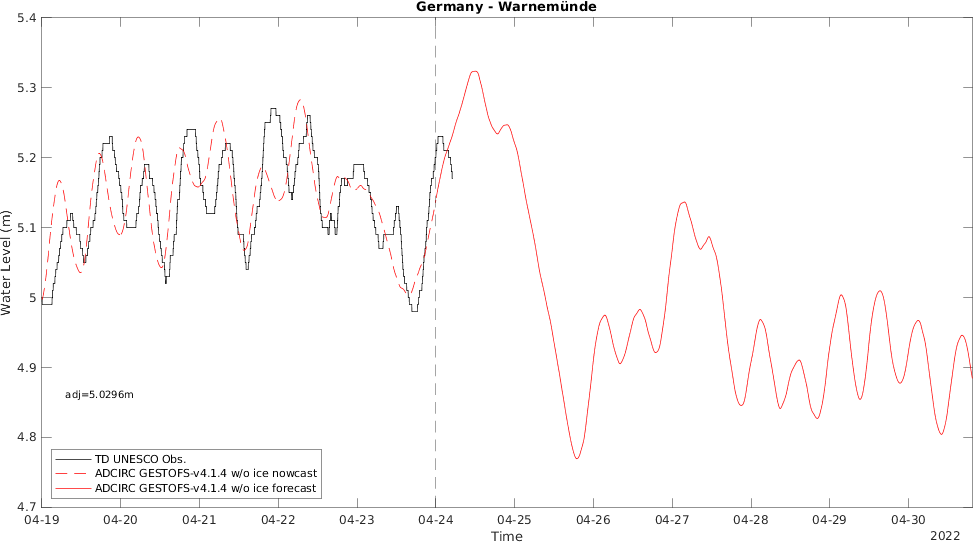 Germany - Warnemünde
5.4
5.3
5.2
5.1
5
4.9
4.8
4.7
Water Level (m)
adj=5.0296m
TD UNESCO Obs.
ADCIRC GESTOFS-v4.1.4 w/o ice nowcast
ADCIRC GESTOFS-v4.1.4 w/o ice forecast
04-19 04-20 04-21 04-22 04-23 04-24 04-25 04-26 04-27 04-28 04-29 04-30
Time
2022